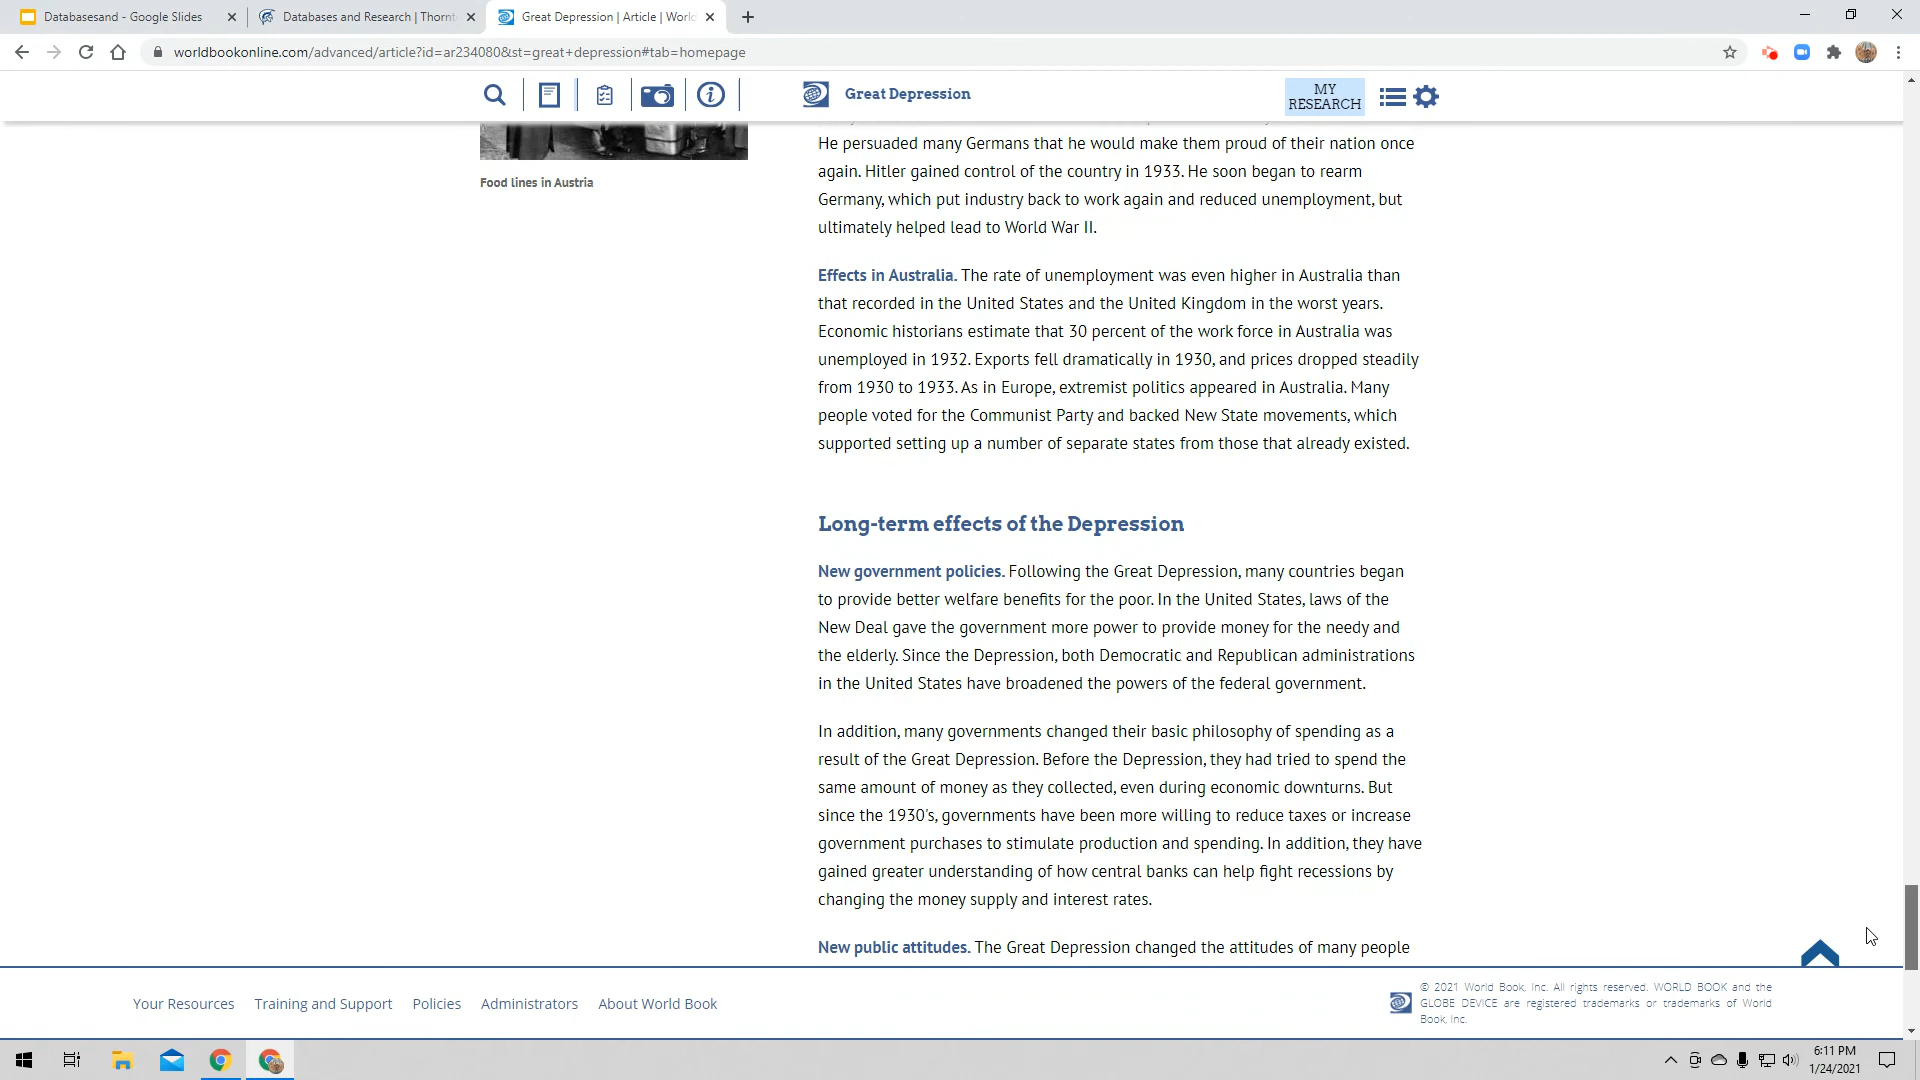 Databasesand - Google Slides
Databases and Research | Thornt
Great Depression | Article | World
worldbookonline.com/advanced/article?id=ar234080&st=great+depression#tab=homepage
Great Depression
MY
RESEARCH
Food lines in Austria
He persuaded many Germans that he would make them proud of their nation once
again. Hitler gained control of the country in 1933. He soon began to rearm
Germany, which put industry back to work again and reduced unemployment, but
ultimately helped lead to World War II.
Effects in Australia. The rate of unemployment was even higher in Australia than
that recorded in the United States and the United Kingdom in the worst years.
Economic historians estimate that 30 percent of the work force in Australia was
unemployed in 1932. Exports fell dramatically in 1930, and prices dropped steadily
from 1930 to 1933. As in Europe, extremist politics appeared in Australia. Many
people voted for the Communist Party and backed New State movements, which
supported setting up a number of separate states from those that already existed.
Long-term effects of the Depression
New government policies. Following the Great Depression, many countries began
to provide better welfare benefits for the poor. In the United States, laws of the
New Deal gave the government more power to provide money for the needy and
the elderly. Since the Depression, both Democratic and Republican administrations
in the United States have broadened the powers of the federal government.
In addition, many governments changed their basic philosophy of spending as a
result of the Great Depression. Before the Depression, they had tried to spend the
same amount of money as they collected, even during economic downturns. But
since the 1930's, governments have been more willing to reduce taxes or increase
government purchases to stimulate production and spending. In addition, they have
gained greater understanding of how central banks can help fight recessions by
changing the money supply and interest rates.
New public attitudes. The Great Depression changed the attitudes of many people
Your Resources Training and Support Policies Administrators About World Book
© 2021 World Book, Inc. All rights reserved. WORLD BOOK and the
GLOBE DEVICE are registered trademarks or trademarks of World
Book, Inc.
6:11 PM
1/24/2021